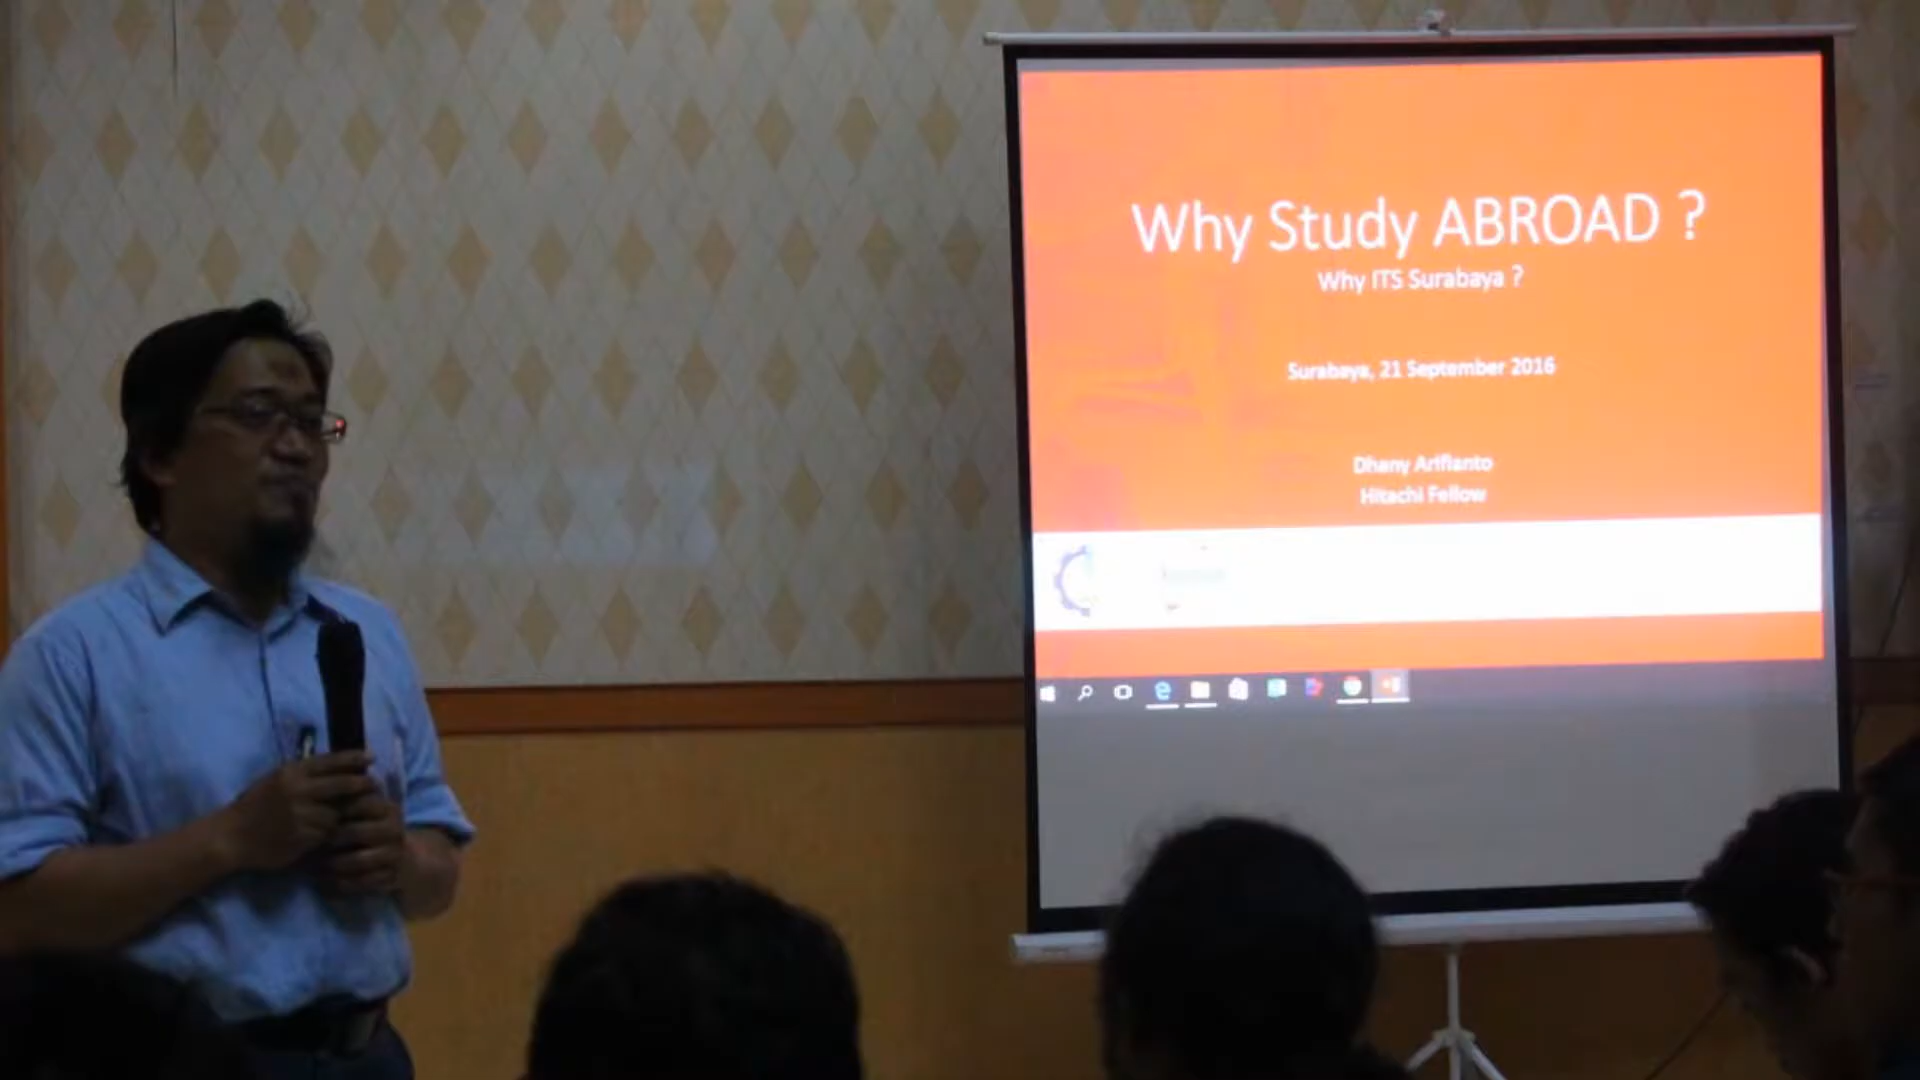 Why Study ABROAD ?
Why ITS Surabaya ?
Surabaya, 21 September 2016
Dhany Arifianto
Hitachi Fellow